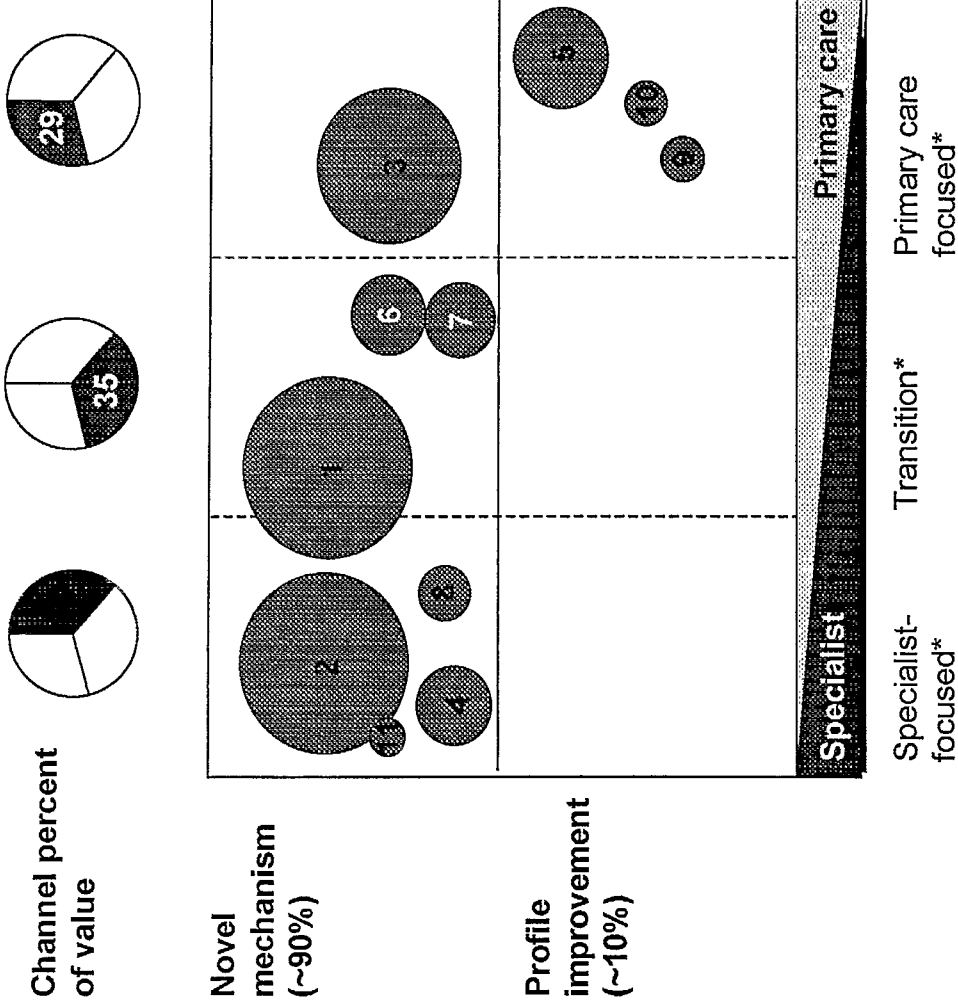 Channel percent
of value
35
29
Novel
mechanism
(~90%)
2
11
4
8
1
6
7
3
Profile
improvement
(~10%)
5
10
9
Specialist
Primary care
Specialist-
focused*
Transition*
Primary care
focused*